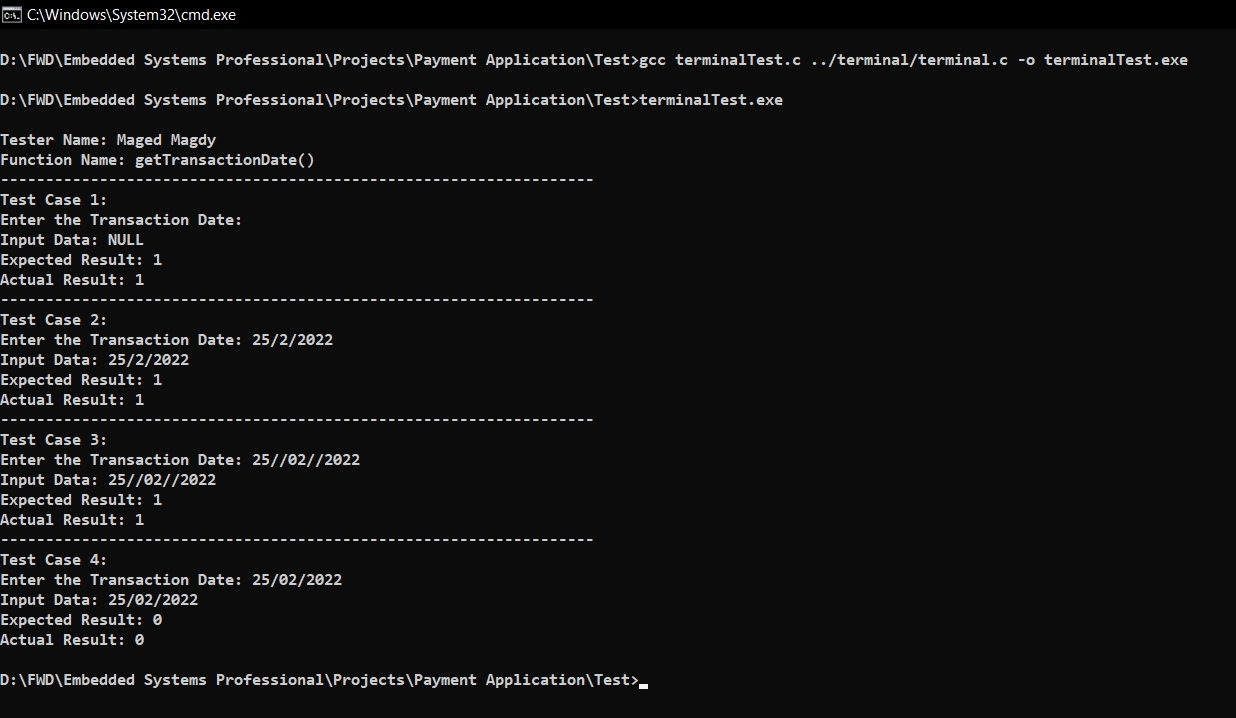 C:\Windows\System32\cmd.exe
D:\FWD\Embedded Systems Professional\Projects\Payment Application\Test>gcc terminalTest.c ../terminal/terminal.c -o terminalTest.exe
D:\FWD\Embedded Systems Professional\Projects\Payment Application\Test>terminalTest.exe
Tester Name: Maged Magdy
Function Name: getTransactionDate()
------------------------------------------------------------------
Test Case 1:
Enter the Transaction Date:
Input Data: NULL
Expected Result: 1
Actual Result: 1
------------------------------------------------------------------
Test Case 2:
Enter the Transaction Date: 25/2/2022
Input Data: 25/2/2022
Expected Result: 1
Actual Result: 1
------------------------------------------------------------------
Test Case 3:
Enter the Transaction Date: 25//02//2022
Input Data: 25//02//2022
Expected Result: 1
Actual Result: 1
------------------------------------------------------------------
Test Case 4:
Enter the Transaction Date: 25/02/2022
Input Data: 25/02/2022
Expected Result: 0
Actual Result: 0
D:\FWD\Embedded Systems Professional\Projects\Payment Application\Test>